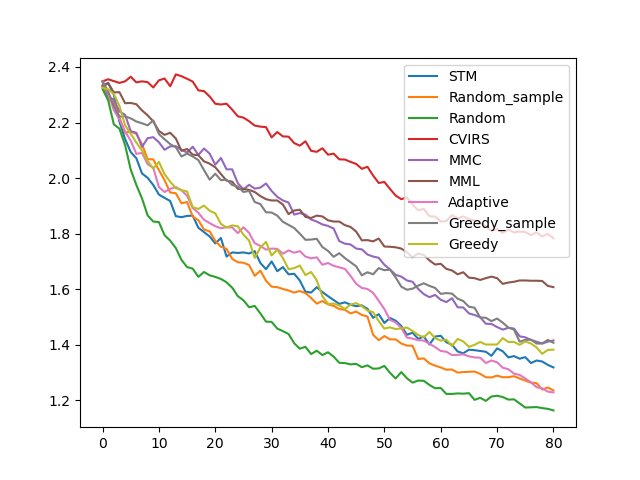 2.4
2.2
2.0
1.8
1.6
1.4
1.2
0 10 20 30 40 50 60 70 80
STM
Random_sample
Random
CVIRS
MMC
MML
Adaptive
Greedy_sample
Greedy